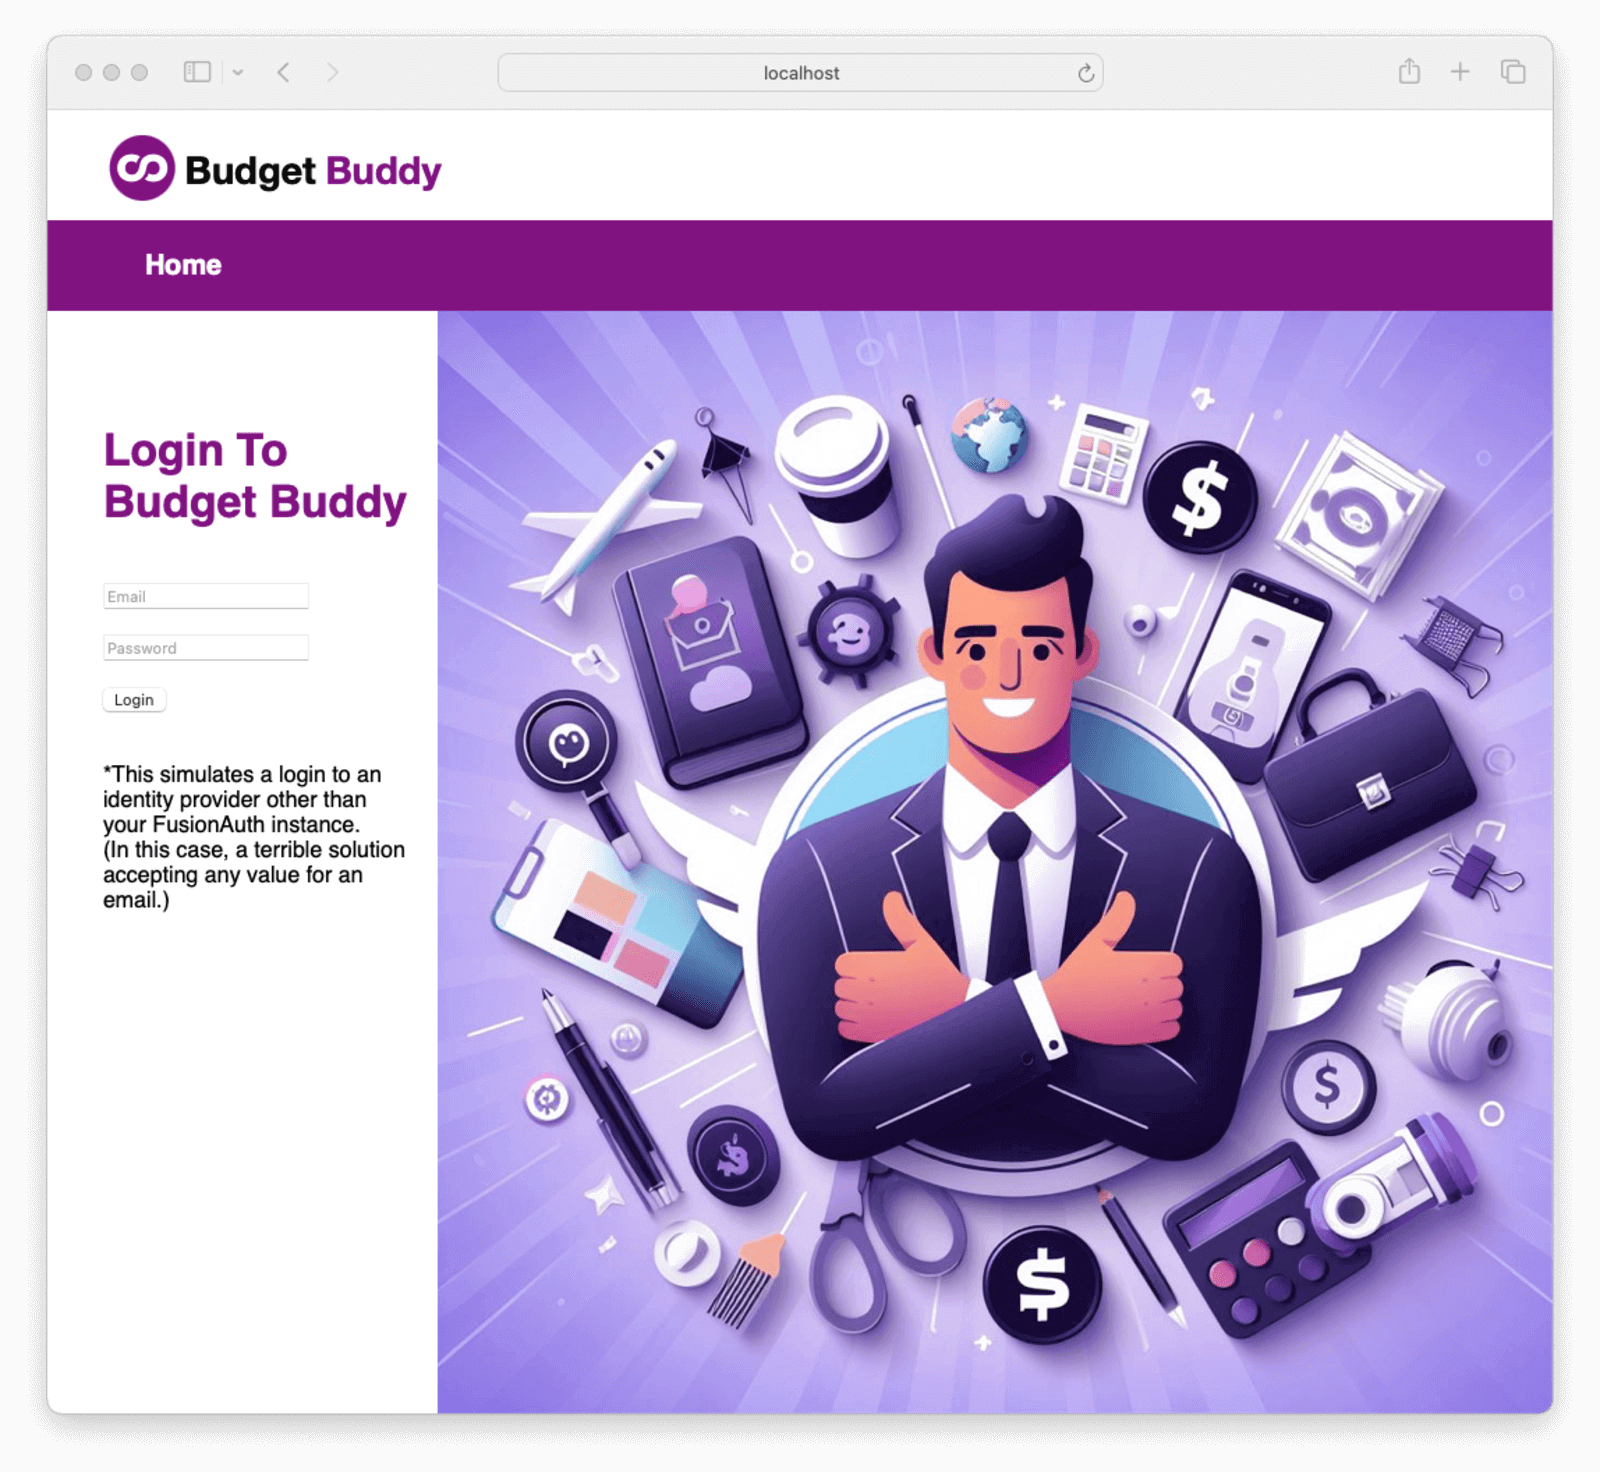 localhost
Budget Buddy
Home
Login To
Budget Buddy
Email
Password
Login
*This simulates a login to an
identity provider other than
your FusionAuth instance.
(In this case, a terrible solution
accepting any value for an
email.)
$
$
$